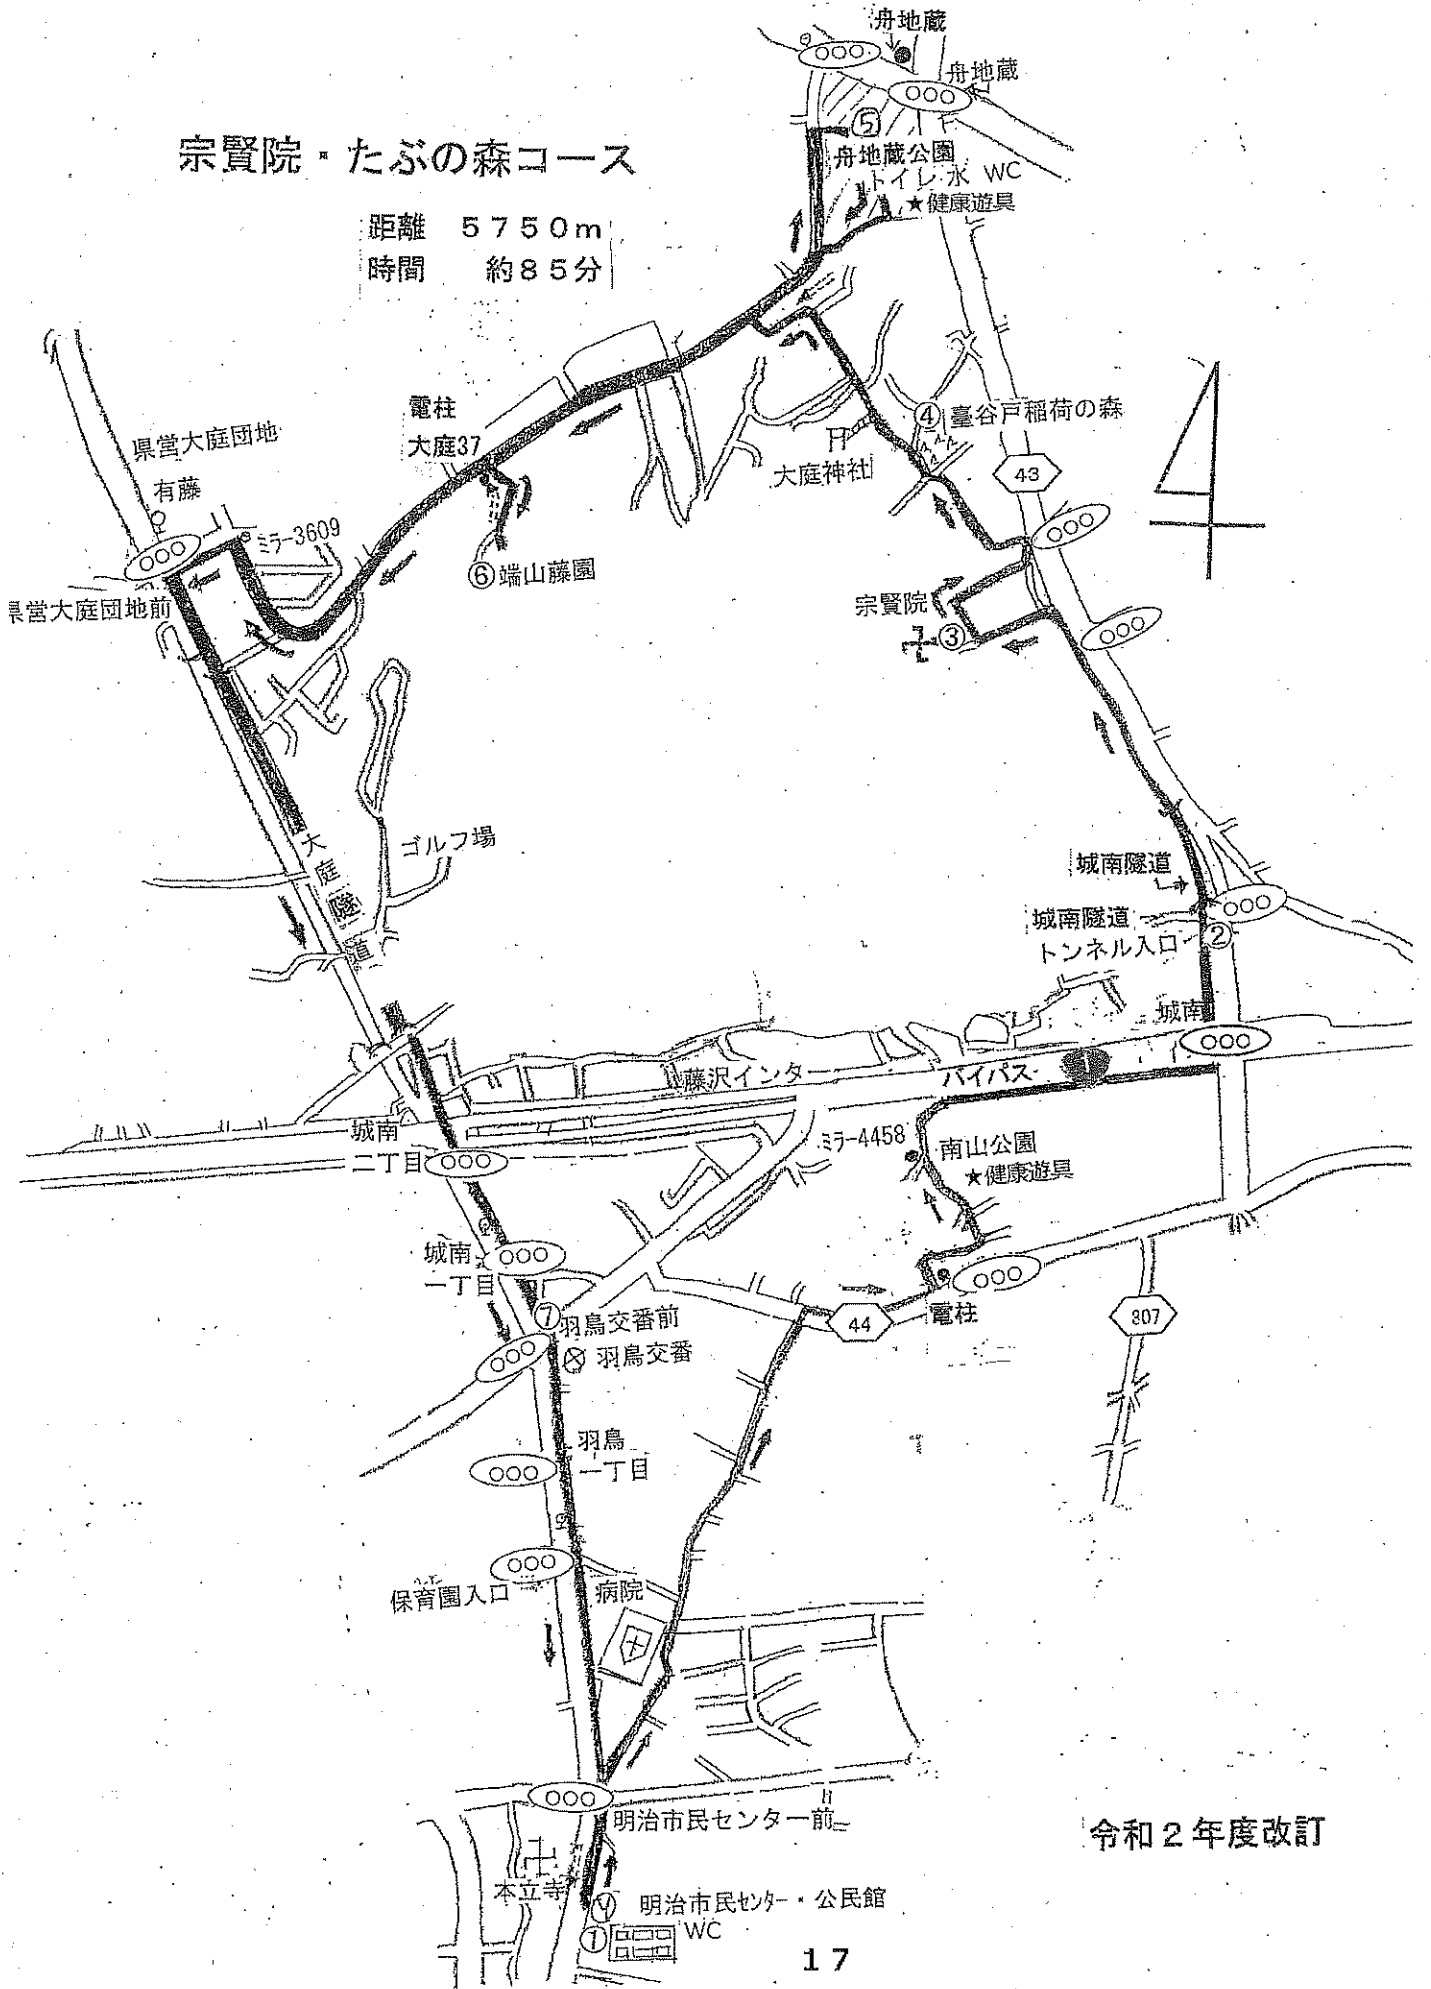 舟地蔵
舟地蔵
宗賢院・たぶの森コース
⑤
舟地蔵公園
トイレ水 WC
★健康遊具
距離 5750m
時間 約85分
電柱
大庭37
④臺谷戸稲荷の森
県営大庭団地
大庭神社
43
有藤
ミラー3609
⑥端山藤園
県営大庭団地前
宗賢院
③
大庭隧道
ゴルフ場
城南隧道
城南隧道
トンネル入口
②
城南
藤沢インター
バイパス
城南
二丁目
ミラー4458
南山公園
★健康遊具
城南
一丁目
⑦
羽鳥交番前
羽鳥交番
44
電柱
307
羽鳥
一丁目
保育園入口
病院
明治市民センター前
令和2年度改訂
本立寺
明治市民センター・公民館
① WC
17